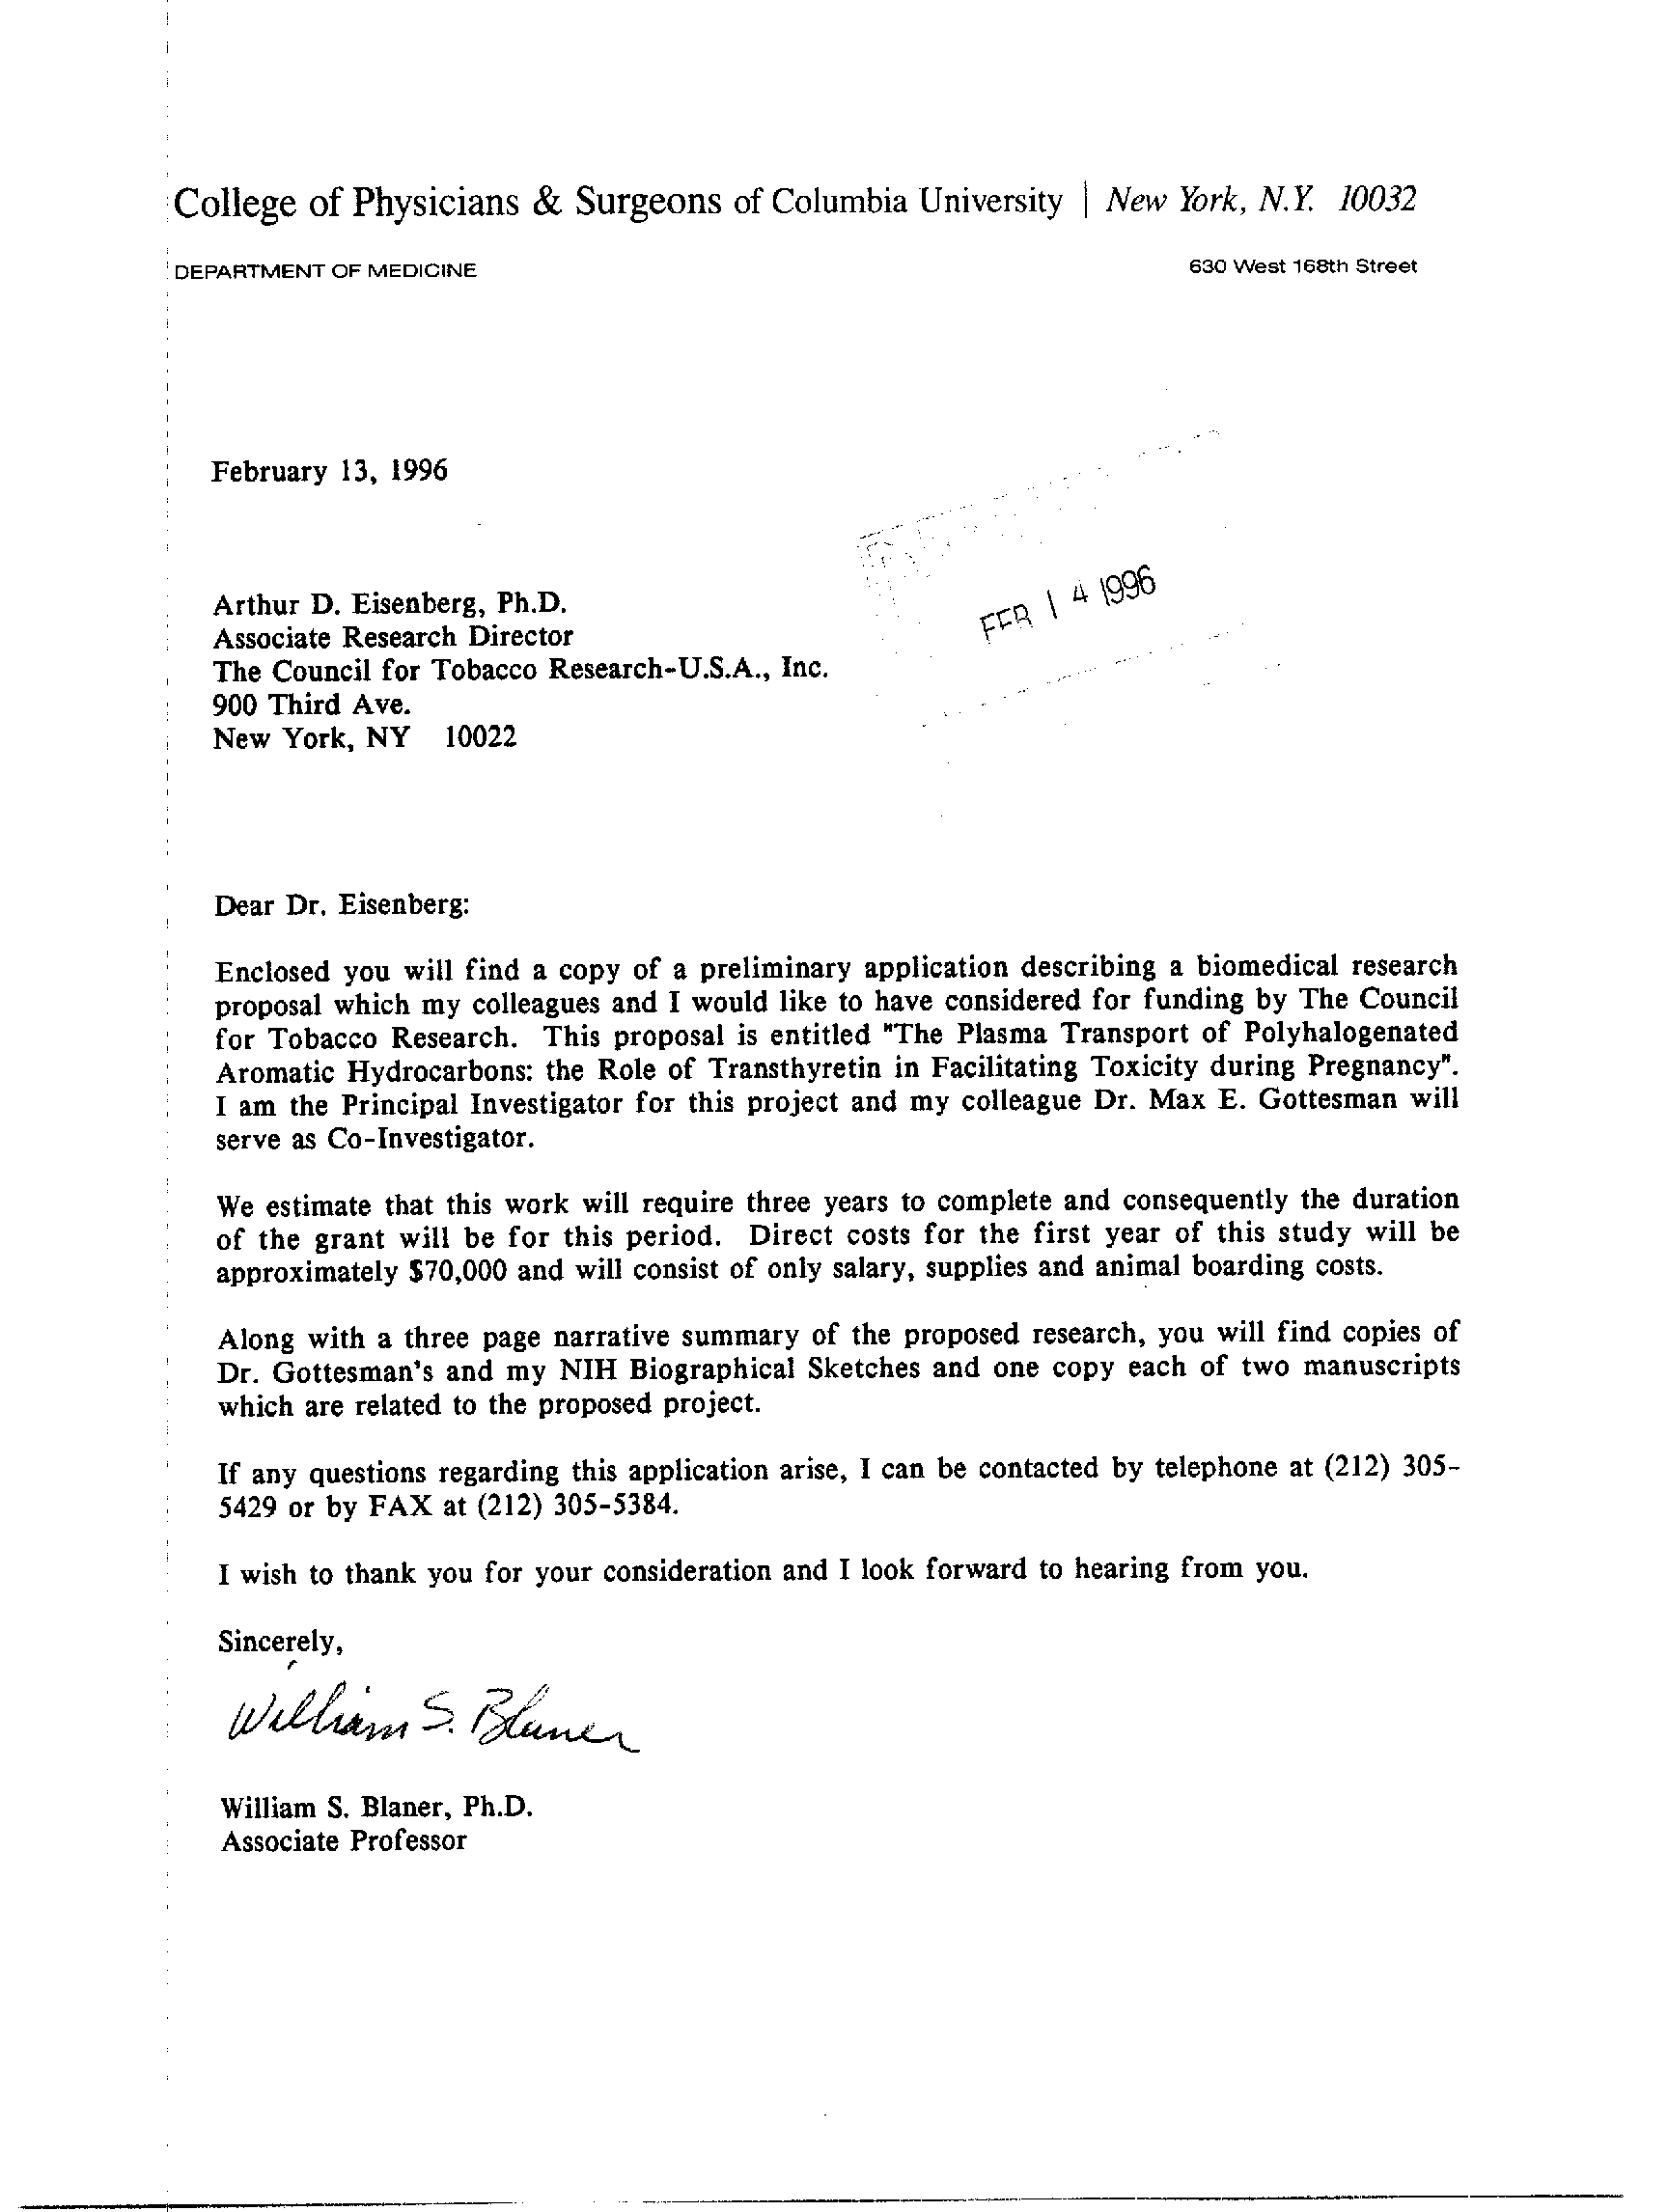 College of Physicians & Surgeons of Columbia University | New York, N.Y. 10032
DEPARTMENT OF MEDICINE
630 West 168th Street
February 13, 1996
FEB 14 1996
Arthur D. Eisenberg, Ph.D.
Associate Research Director
The Council for Tobacco Research-U.S.A., Inc.
900 Third Ave.
New York, NY 10022
Dear Dr. Eisenberg:
Enclosed you will find a copy of a preliminary application describing a biomedical research
proposal which my colleagues and I would like to have considered for funding by The Council
for Tobacco Research. This proposal is entitled "The Plasma Transport of Polyhalogenated
Aromatic Hydrocarbons: the Role of Transthyretin in Facilitating Toxicity during Pregnancy".
I am the Principal Investigator for this project and my colleague Dr. Max E. Gottesman will
serve as Co-Investigator.
We estimate that this work will require three years to complete and consequently the duration
of the grant will be for this period. Direct costs for the first year of this study will be
approximately $70,000 and will consist of only salary, supplies and animal boarding costs.
Along with a three page narrative summary of the proposed research, you will find copies of
Dr. Gottesman's and my NIH Biographical Sketches and one copy each of two manuscripts
which are related to the proposed project.
If any questions regarding this application arise, I can be contacted by telephone at (212) 305-
5429 or by FAX at (212) 305-5384.
I wish to thank you for your consideration and I look forward to hearing from you.
Sincerely,
William S. Blaner
William S. Blaner, Ph.D.
Associate Professor